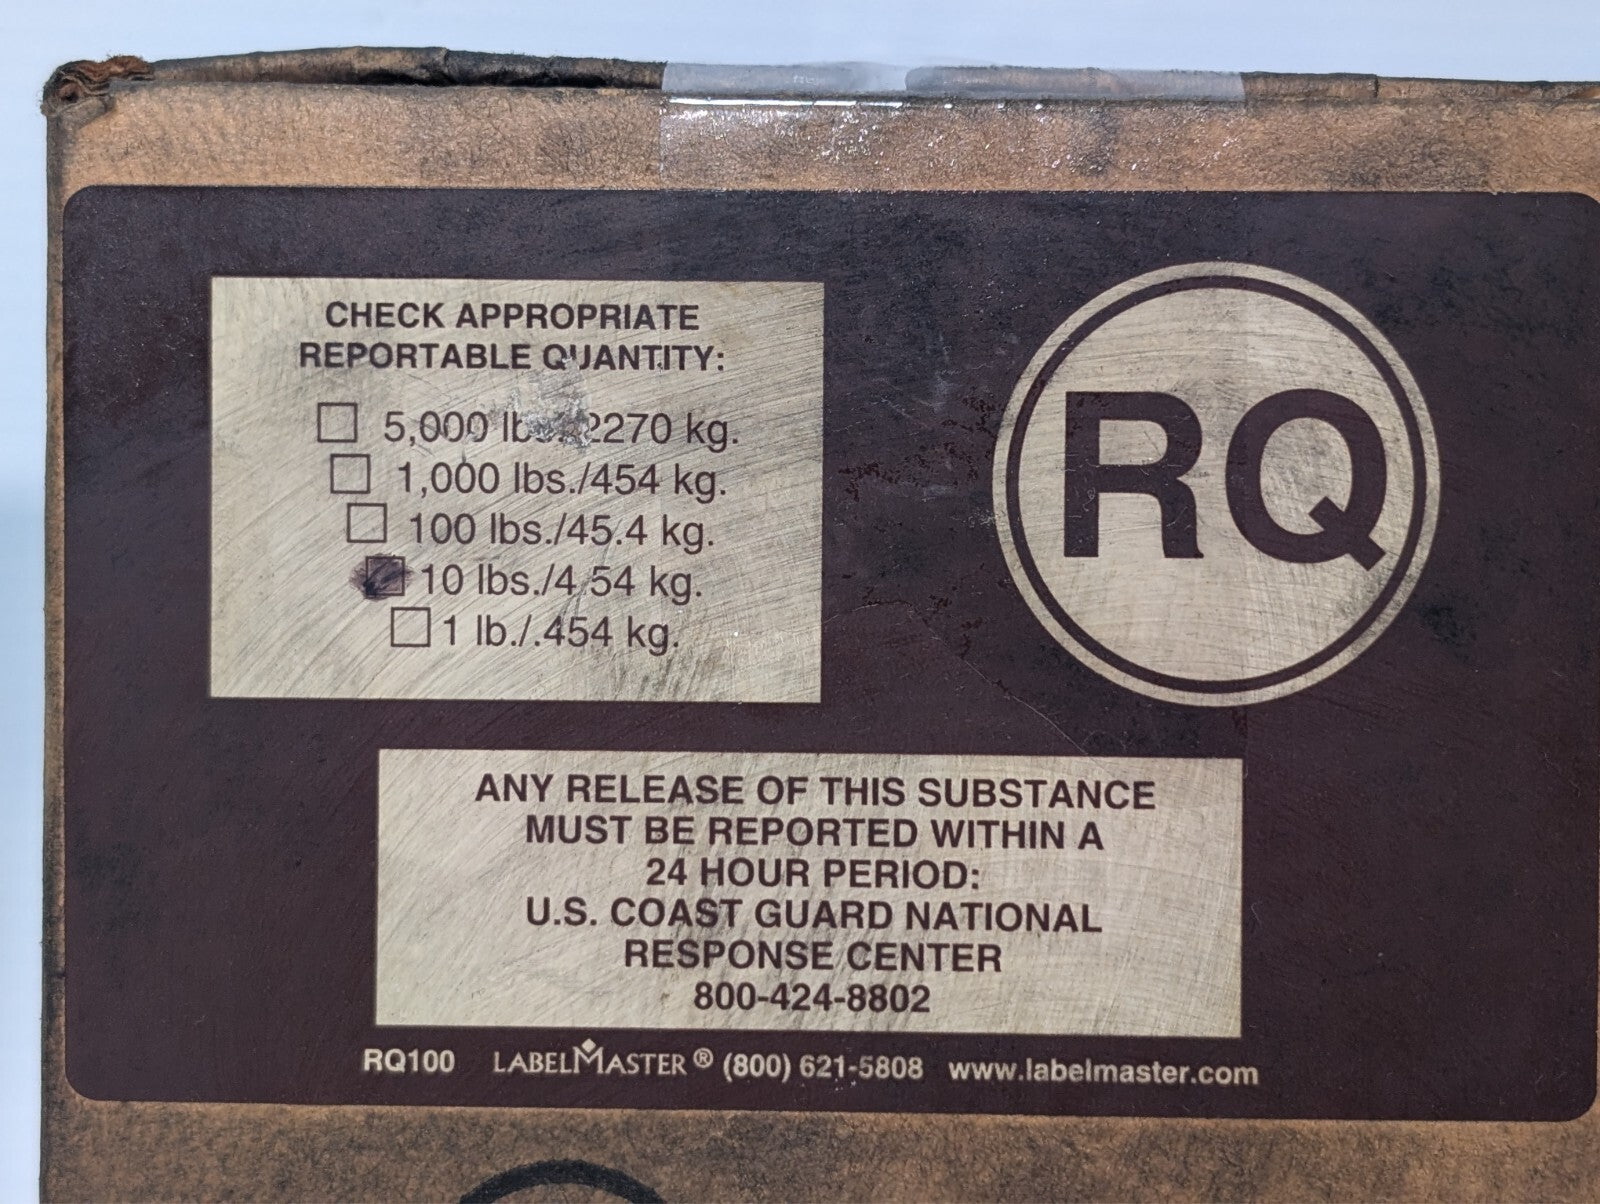 CHECK APPROPRIATE
REPORTABLE QUANTITY:
5,000 lbs./2270 kg.
1,000 lbs./454 kg.
100 lbs./45.4 kg.
10 lbs./4.54 kg.
1 lb./.454 kg.
RQ
ANY RELEASE OF THIS SUBSTANCE
MUST BE REPORTED WITHIN A
24 HOUR PERIOD:
U.S. COAST GUARD NATIONAL
RESPONSE CENTER
800-424-8802
RQ100 LABELMASTER® (800) 621-5808 www.labelmaster.com